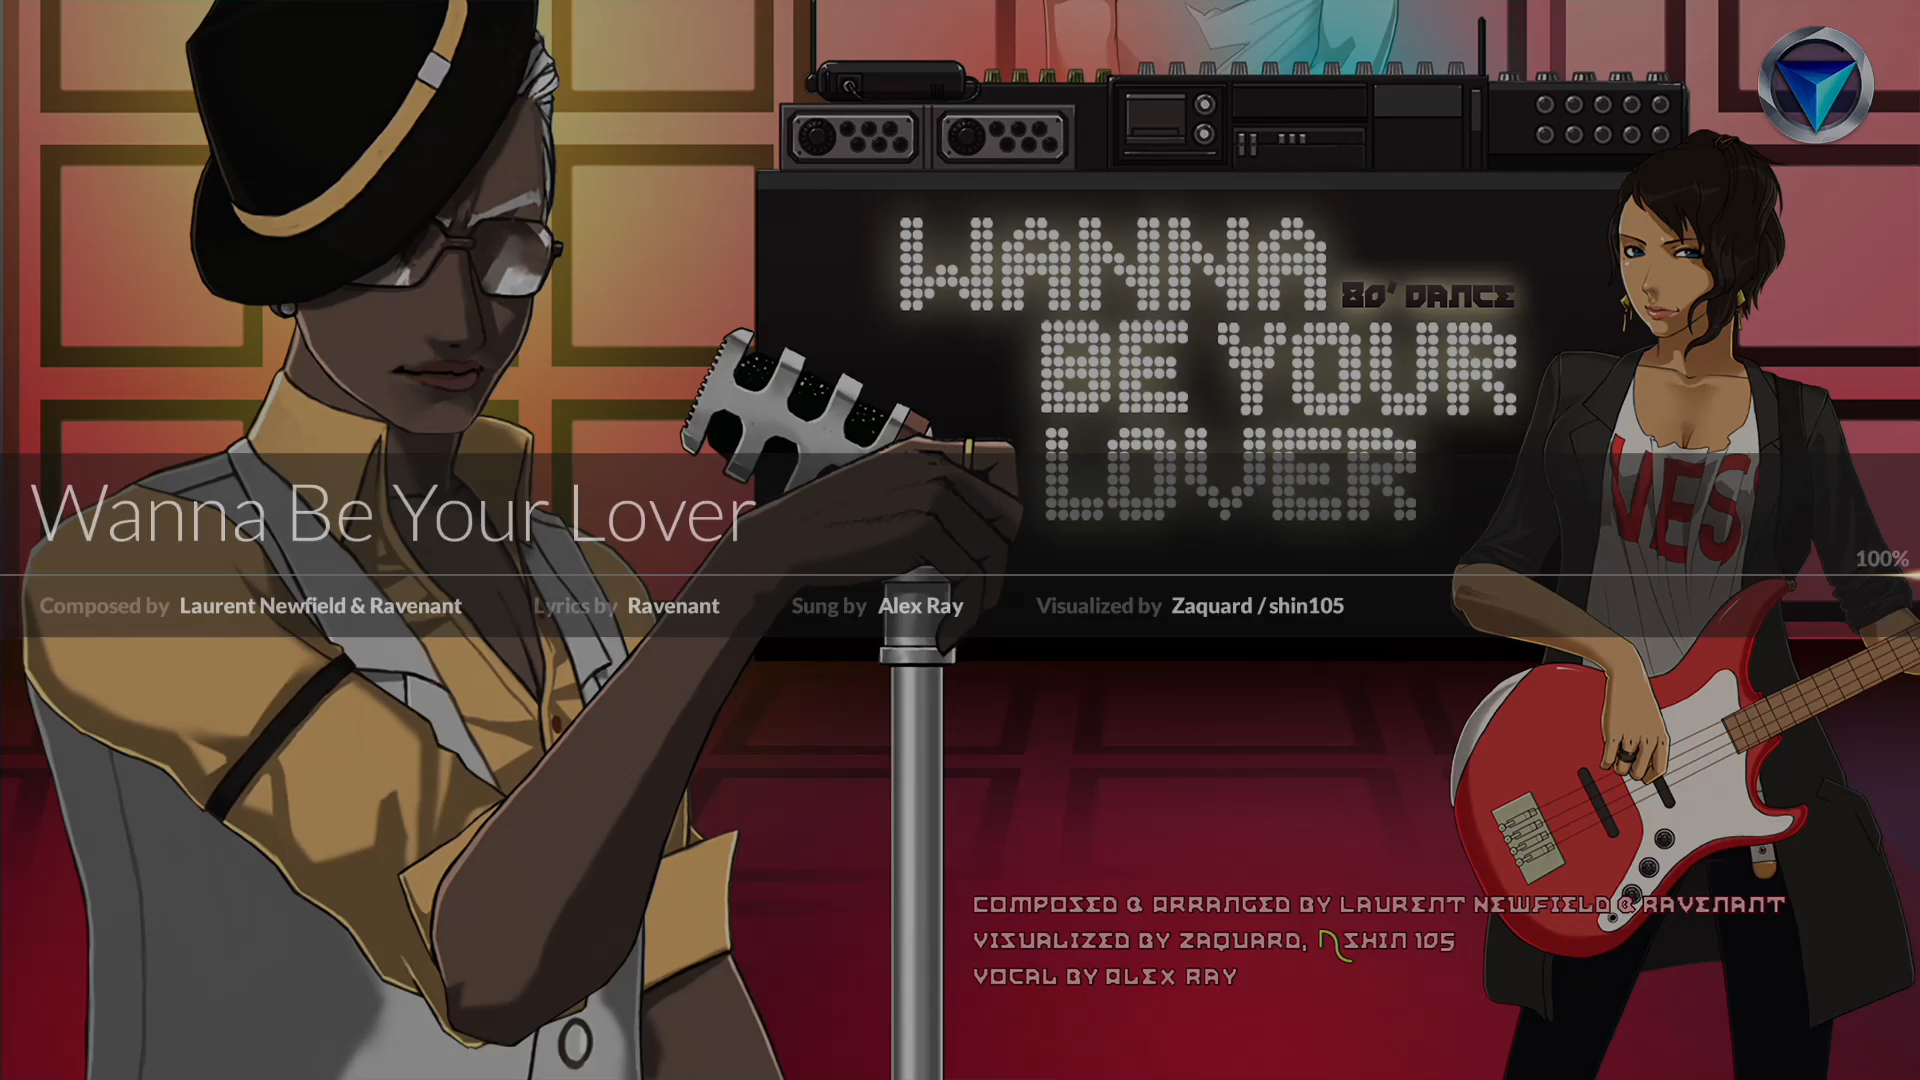 WANNA
80' DANCE
BE YOUR
LOVER
VES
Wanna Be Your Lover
100%
Composed by Laurent Newfield & Ravenant Lyrics by Ravenant Sung by Alex Ray Visualized by Zaquard / shin105
COMPOSED & ARRANGED BY LAURENT NEWFIELD & RAVENANT
VISUALIZED BY ZAQUARD, SHIN 105
VOCAL BY ALEX RAY